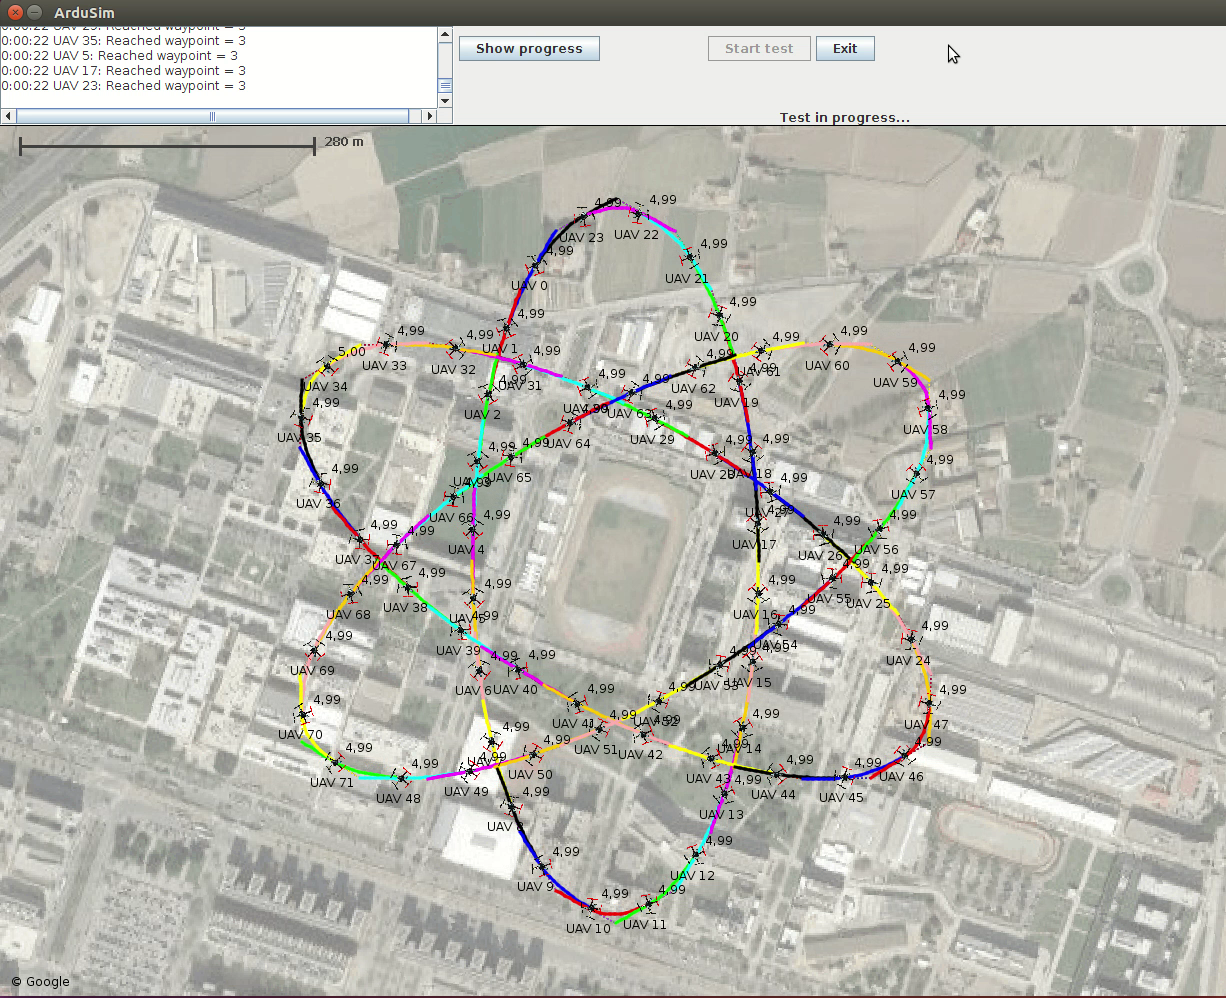 ArduSim
0:00:22 UAV 29: Reached waypoint = 3
0:00:22 UAV 35: Reached waypoint = 3
0:00:22 UAV 5: Reached waypoint = 3
0:00:22 UAV 17: Reached waypoint = 3
0:00:22 UAV 23: Reached waypoint = 3
Show progress
Start test
Exit
Test in progress...
280 m
4,99 4,99
UAV 23 UAV 22
4,99 4,99
UAV 0 UAV 21
4,99 4,99
UAV 1 UAV 20
5,00 4,99 4,99 4,99 4,99 4,99 4,99 4,99
UAV 34 UAV 33 UAV 32 UAV 31 UAV 62 UAV 61 UAV 60 UAV 59
4,99 4,99 4,99 4,99 4,99
UAV 35 UAV 2 UAV 63 UAV 19 UAV 58
4,99 4,99 4,99
UAV 64 UAV 29
4,99 4,99 4,99 4,99 4,99
UAV 36 UAV 65 UAV 18 UAV 57
4,99 4,99
UAV 66 UAV 27
4,99 4,99 4,99 4,99 4,99
UAV 67 UAV 4 UAV 17 UAV 26 UAV 56
4,99 4,99 4,99 4,99 4,99 4,99
UAV 68 UAV 38 UAV 16 UAV 55 UAV 25
4,99 4,99 4,99 4,99
UAV 69 UAV 39 UAV 54 UAV 24
4,99 4,99 4,99 4,99
UAV 6 UAV 40 UAV 53 UAV 15
4,99 4,99 4,99 4,99 4,99 4,99
UAV 70 UAV 41 UAV 52 UAV 14 UAV 47
4,99 4,99 4,99
UAV 71 UAV 50 UAV 51 UAV 42 UAV 43
4,99 4,99 4,99
UAV 48 UAV 49 UAV 44 UAV 45 UAV 46
4,99
UAV 13
4,99 4,99
UAV 9 UAV 12
4,99 4,99
UAV 10 UAV 11
© Google